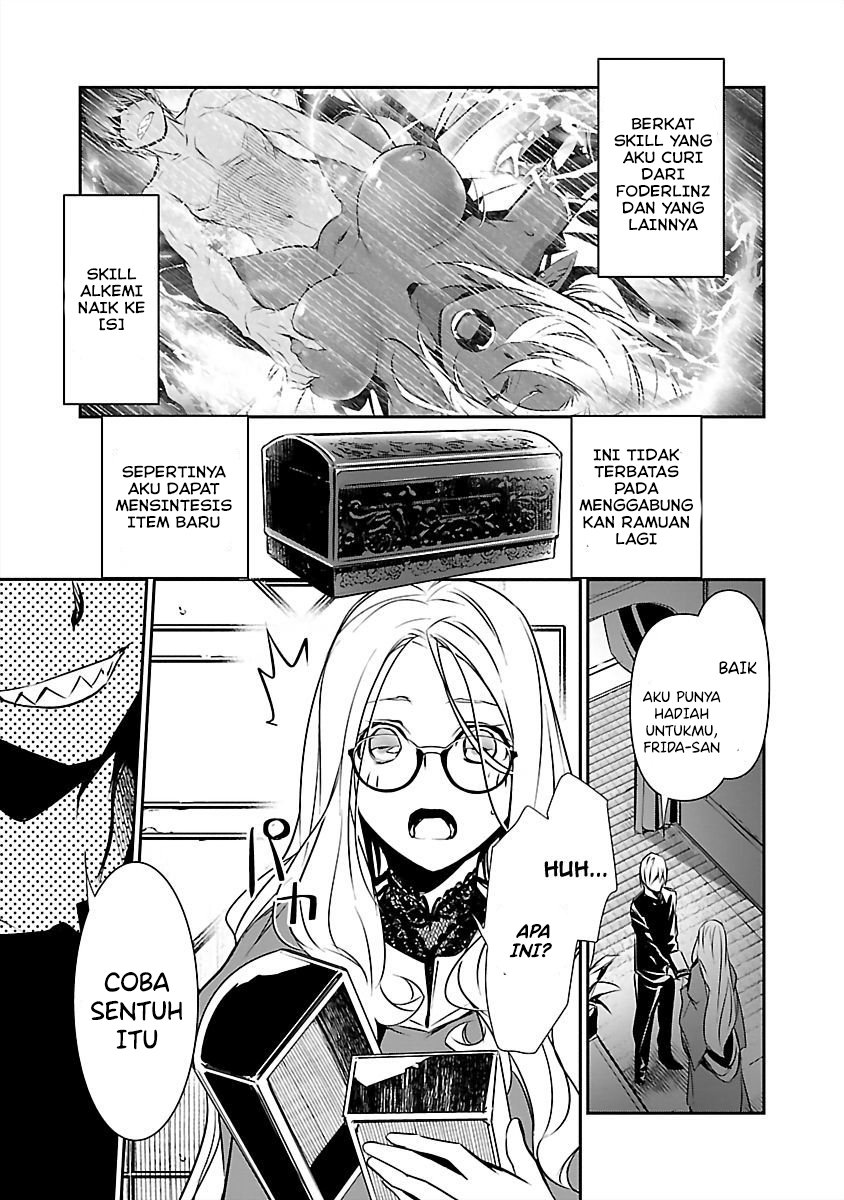 BERKAT
SKILL YANG
AKU CURI
DARI
FODERLINZ
DAN YANG
LAINNYA
SKILL
ALKEMI
NAIK KE
[S]
INI TIDAK
TERBATAS
PADA
MENGGABUNG
KAN RAMUAN
LAGI
SEPERTINYA
AKU DAPAT
MENSINTESIS
ITEM BARU
BAIK
AKU PUNYA
HADIAH
UNTUKMU,
FRIDA-SAN
HUH...
APA
INI?
パカ
COBA
SENTUH
ITU